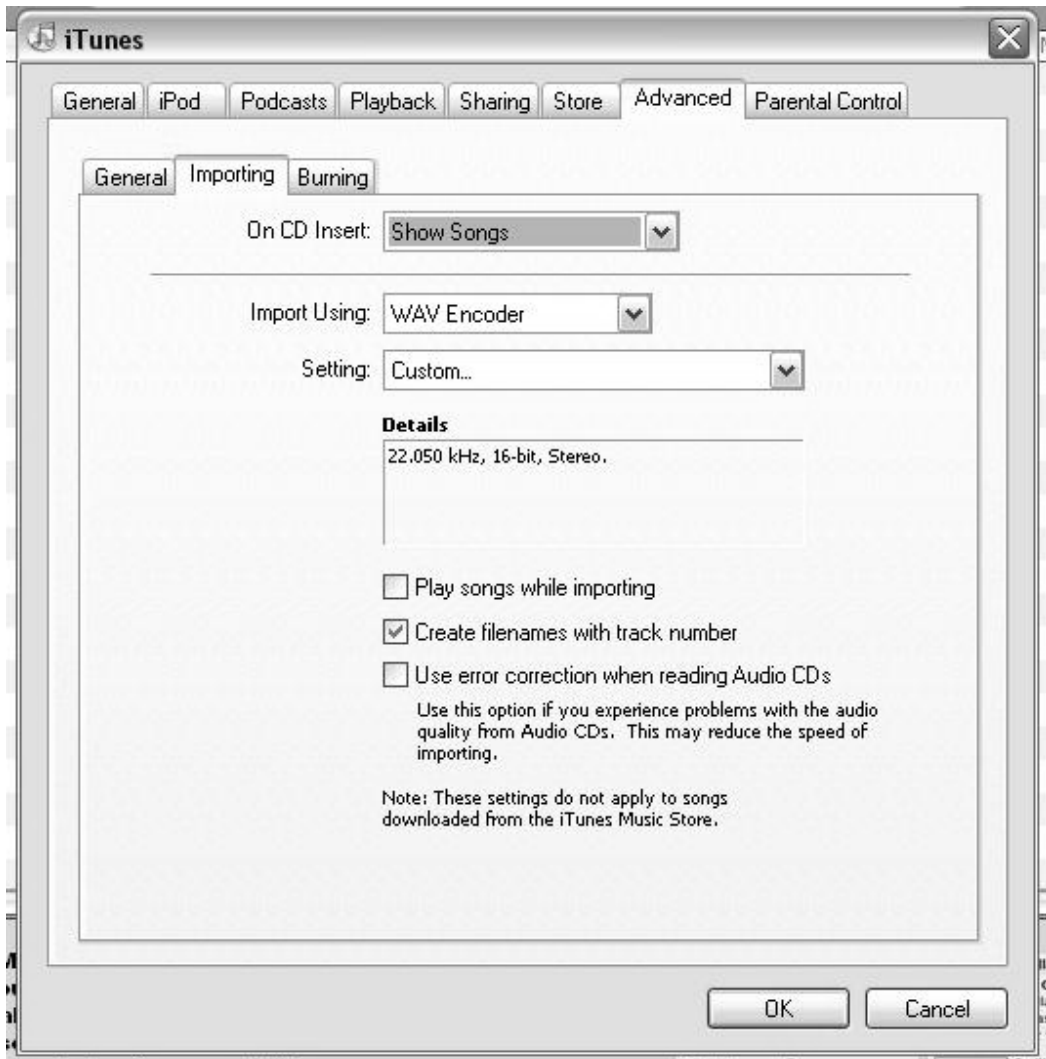 iTunes
General iPod Podcasts Playback Sharing Store Advanced Parental Control
General Importing Burning
On CD Insert: Show Songs
Import Using: WAV Encoder
Setting: Custom...
Details
22.050 kHz, 16-bit, Stereo.
Play songs while importing
Create filenames with track number
Use error correction when reading Audio CDs
Use this option if you experience problems with the audio
quality from Audio CDs. This may reduce the speed of
importing.
Note: These settings do not apply to songs
downloaded from the iTunes Music Store.
OK Cancel